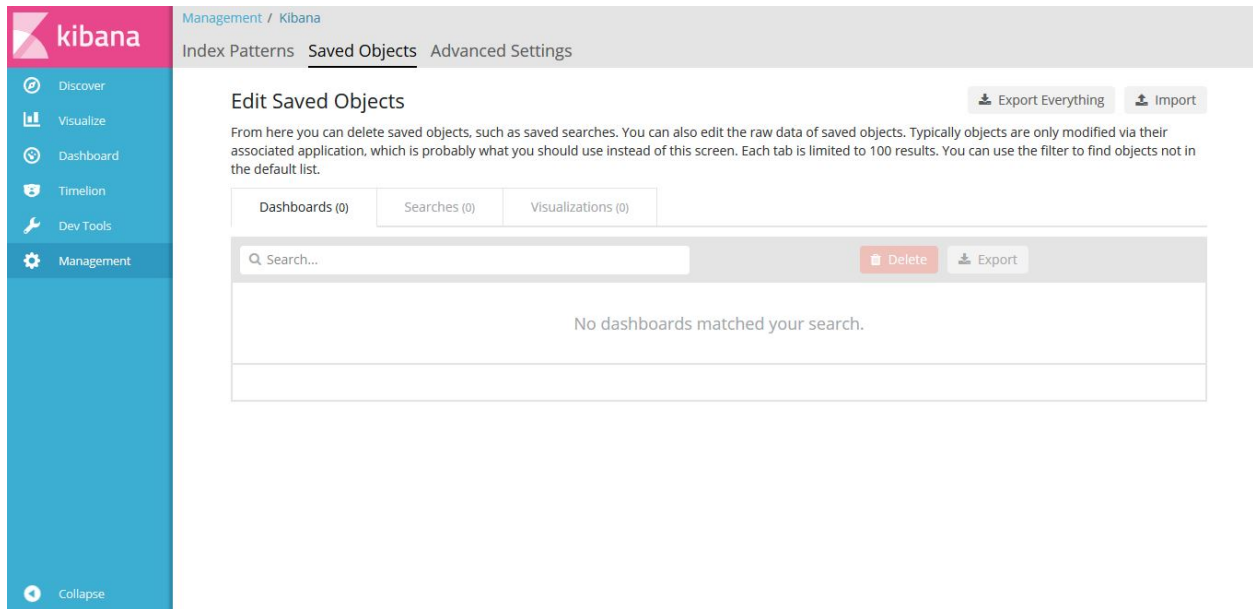 kibana
Discover
Visualize
Dashboard
Timelion
Dev Tools
Management
Collapse
Management / Kibana
Index Patterns Saved Objects Advanced Settings
Edit Saved Objects
Export Everything
Import
From here you can delete saved objects, such as saved searches. You can also edit the raw data of saved objects. Typically objects are only modified via their
associated application, which is probably what you should use instead of this screen. Each tab is limited to 100 results. You can use the filter to find objects not in
the default list.
Dashboards (0) Searches (0) Visualizations (0)
Search...
Delete
Export
No dashboards matched your search.